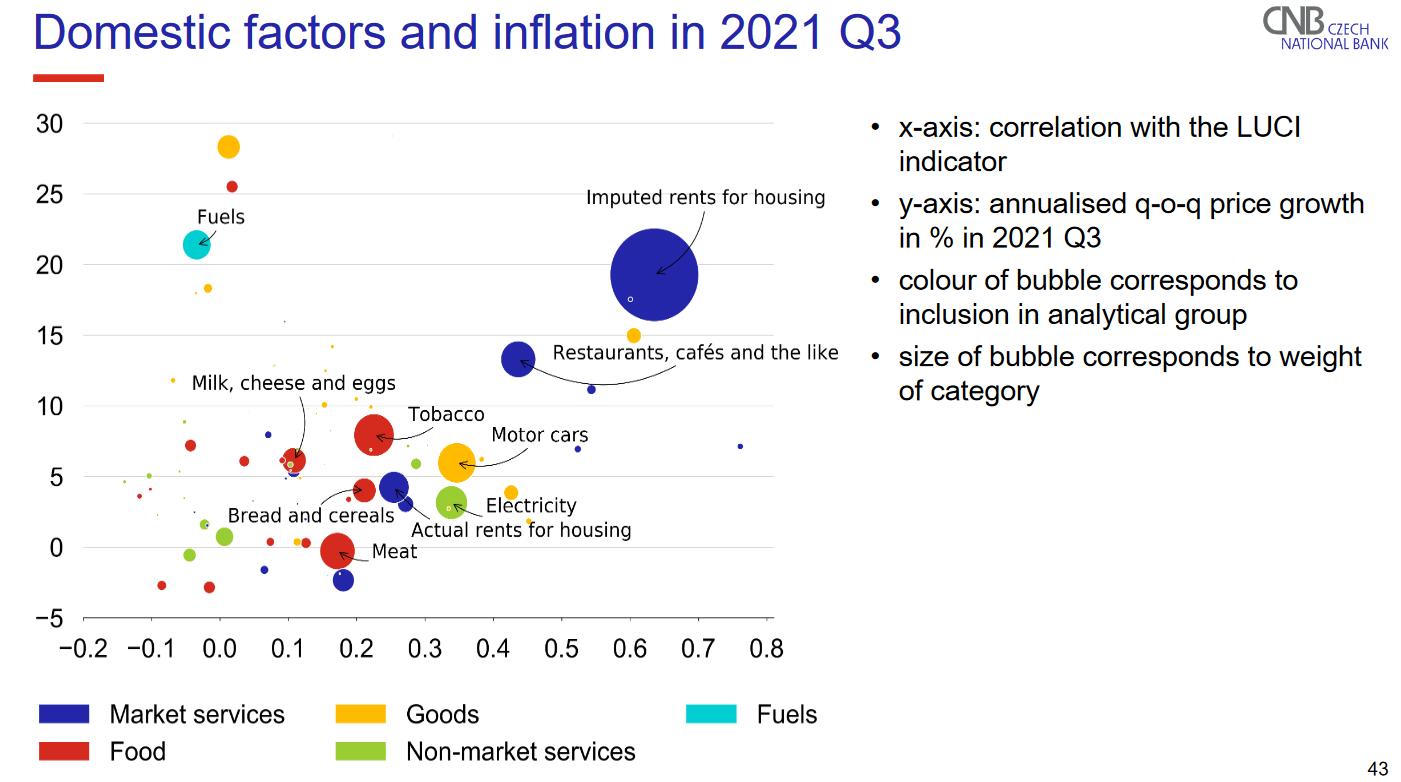 Domestic factors and inflation in 2021 Q3
CNB CZECH
NATIONAL BANK
30
25
20
15
10
5
0
−5
−0.2
−0.1
0.0
0.1
0.2
0.3
0.4
0.5
0.6
0.7
0.8
Fuels
Imputed rents for housing
Restaurants, cafés and the like
Milk, cheese and eggs
Tobacco
Motor cars
Bread and cereals
Electricity
Actual rents for housing
Meat
Market services
Goods
Fuels
Food
Non-market services
• x-axis: correlation with the LUCI
indicator
• y-axis: annualised q-o-q price growth
in % in 2021 Q3
• colour of bubble corresponds to
inclusion in analytical group
• size of bubble corresponds to weight
of category
43